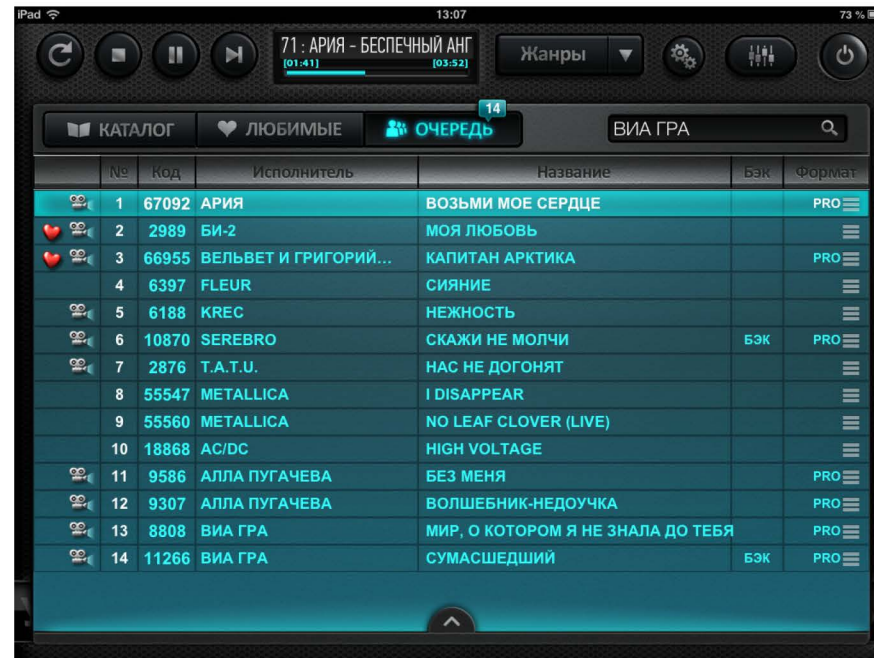 iPad 13:07 73 %
71 : АРИЯ - БЕСПЕЧНЫЙ АНГ
[01:41] [03:52]
Жанры
КАТАЛОГ ЛЮБИМЫЕ ОЧЕРЕДЬ 14 ВИА ГРА
№ Код Исполнитель Название Бэк Формат
1 67092 АРИЯ ВОЗЬМИ МОЕ СЕРДЦЕ PRO
2 2989 БИ-2 МОЯ ЛЮБОВЬ
3 66955 ВЕЛЬВЕТ И ГРИГОРИЙ... КАПИТАН АРКТИКА PRO
4 6397 FLEUR СИЯНИЕ
5 6188 KREC НЕЖНОСТЬ
6 10870 SEREBRO СКАЖИ НЕ МОЛЧИ БЭК PRO
7 2876 T.A.T.U. НАС НЕ ДОГОНЯТ
8 55547 METALLICA I DISAPPEAR
9 55560 METALLICA NO LEAF CLOVER (LIVE)
10 18868 AC/DC HIGH VOLTAGE
11 9586 АЛЛА ПУГАЧЕВА БЕЗ МЕНЯ PRO
12 9307 АЛЛА ПУГАЧЕВА ВОЛШЕБНИК-НЕДОУЧКА PRO
13 8808 ВИА ГРА МИР, О КОТОРОМ Я НЕ ЗНАЛА ДО ТЕБЯ PRO
14 11266 ВИА ГРА СУМАСШЕДШИЙ БЭК PRO